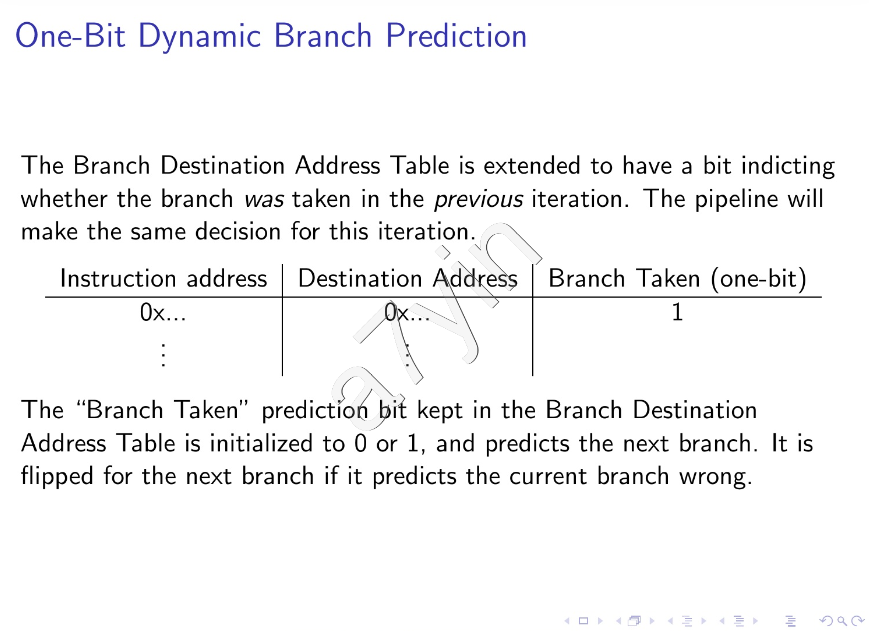 One-Bit Dynamic Branch Prediction
The Branch Destination Address Table is extended to have a bit indicting
whether the branch was taken in the previous iteration. The pipeline will
make the same decision for this iteration.
Instruction address Destination Address Branch Taken (one-bit)
0x... 0x... 1
⋮ ⋮
a7yin
The “Branch Taken” prediction bit kept in the Branch Destination
Address Table is initialized to 0 or 1, and predicts the next branch. It is
flipped for the next branch if it predicts the current branch wrong.